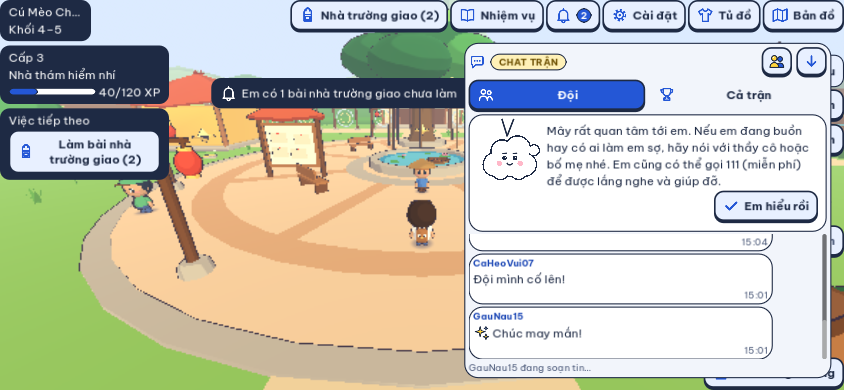 Cú Mèo Ch...
Khối 4-5
Nhà trường giao (2)
Nhiệm vụ
2
Cài đặt
Tủ đồ
Bản đồ
Cấp 3
Nhà thám hiểm nhí
40/120 XP
Em có 1 bài nhà trường giao chưa làm
Việc tiếp theo
Làm bài nhà
trường giao (2)
CHAT TRẬN
Đội
Cả trận
Mây rất quan tâm tới em. Nếu em đang buồn
hay có ai làm em sợ, hãy nói với thầy cô hoặc
bố mẹ nhé. Em cũng có thể gọi 111 (miễn phí)
để được lắng nghe và giúp đỡ.
Em hiểu rồi
15:04
CaHeoVui07
Đội mình cố lên!
15:01
GauNau15
Chúc may mắn!
15:01
GauNau15 đang soạn tin...